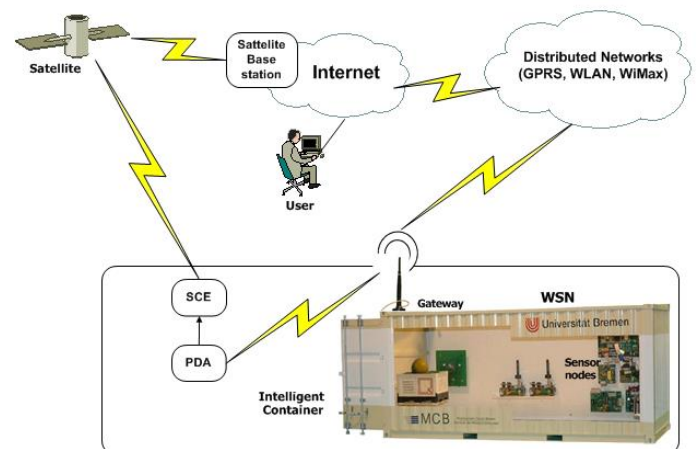 Satellite
Sattelite
Base
station
Internet
Distributed Networks
(GPRS, WLAN, WiMax)
User
SCE
PDA
Gateway
WSN
Universität Bremen
Sensor
nodes
Intelligent
Container
MCB